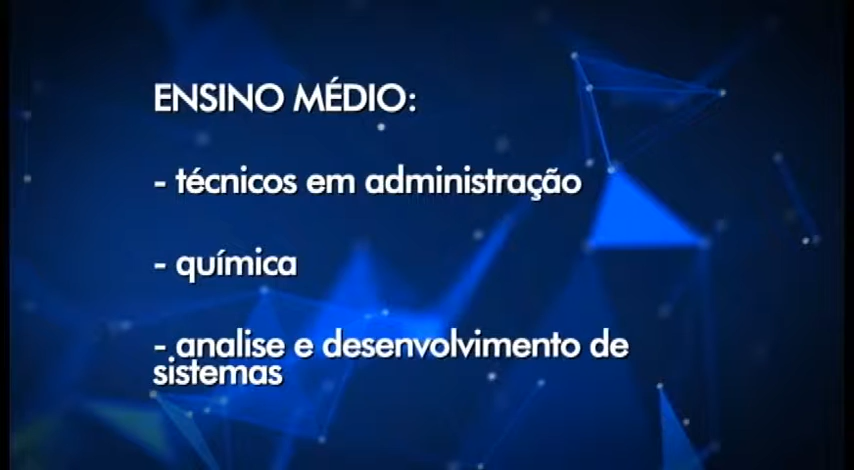 ENSINO MÉDIO:
- técnicos em administração
- química
- analise e desenvolvimento de
sistemas